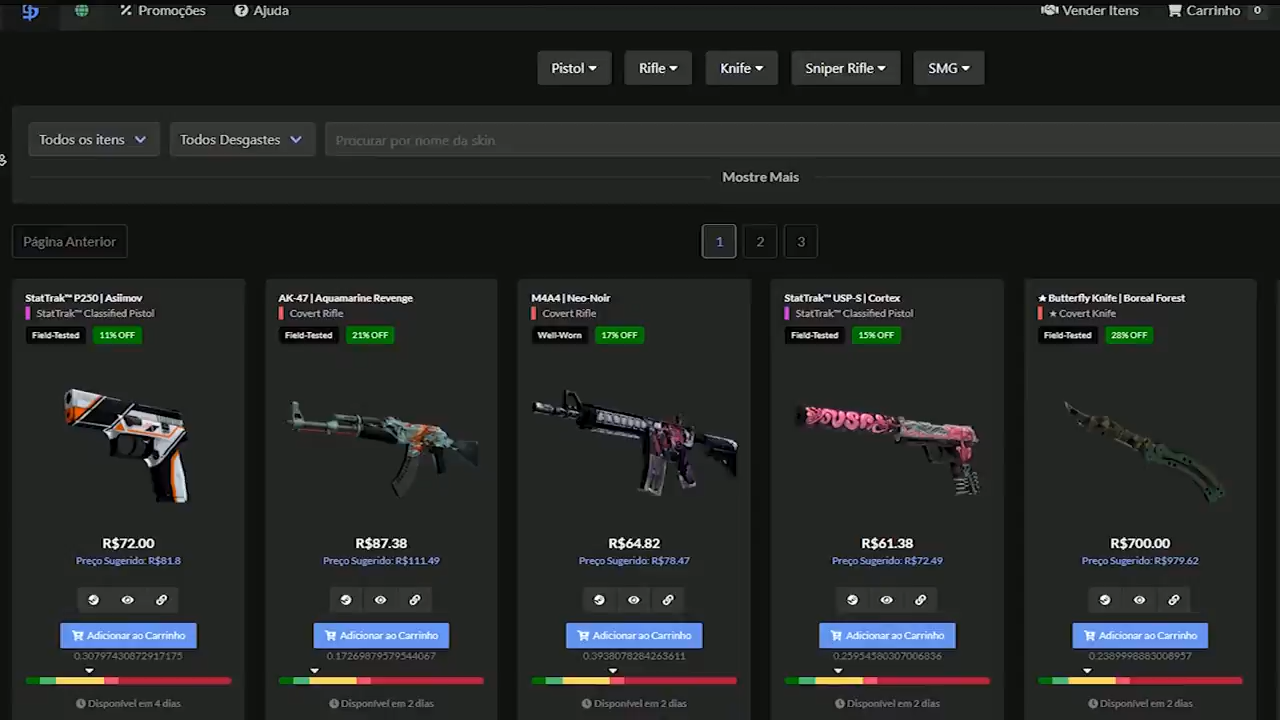 Promoções
Ajuda
Vender Itens
Carrinho 0
Pistol
Rifle
Knife
Sniper Rifle
SMG
Todos os itens
Todos Desgastes
Procurar por nome da skin
Mostre Mais
Página Anterior
1
2
3
StatTrak™ P250 | Asiimov
StatTrak™ Classified Pistol
Field-Tested 11% OFF
R$72.00
Preço Sugerido: R$81.8
Adicionar ao Carrinho
0.30797430872917175
Disponível em 4 dias
AK-47 | Aquamarine Revenge
Covert Rifle
Field-Tested 21% OFF
R$87.38
Preço Sugerido: R$111.49
Adicionar ao Carrinho
0.17269879579544067
Disponível em 2 dias
M4A4 | Neo-Noir
Covert Rifle
Well-Worn 17% OFF
R$64.82
Preço Sugerido: R$78.47
Adicionar ao Carrinho
0.3938078284263611
Disponível em 2 dias
StatTrak™ USP-S | Cortex
StatTrak™ Classified Pistol
Field-Tested 15% OFF
R$61.38
Preço Sugerido: R$72.49
Adicionar ao Carrinho
0.25954580307006836
Disponível em 2 dias
★ Butterfly Knife | Boreal Forest
★ Covert Knife
Field-Tested 28% OFF
R$700.00
Preço Sugerido: R$979.62
Adicionar ao Carrinho
0.2389998883008957
Disponível em 2 dias